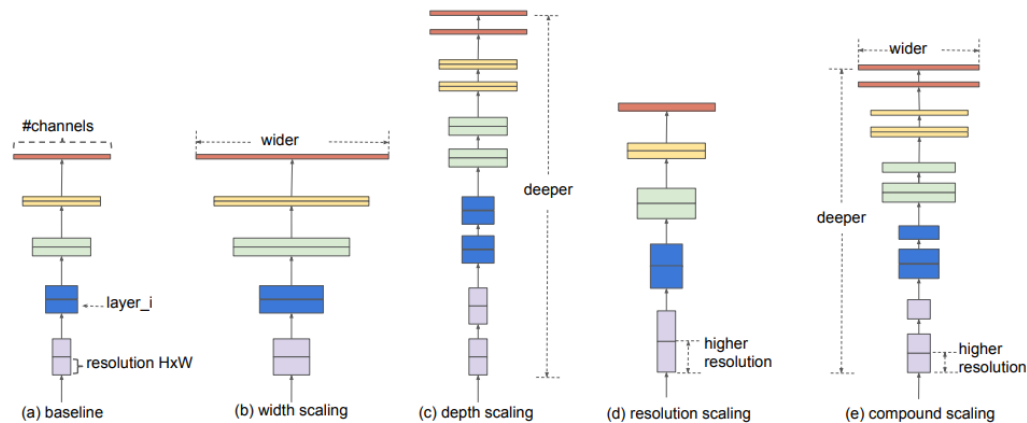 #channels
layer_i
resolution HxW
(a) baseline
wider
(b) width scaling
deeper
(c) depth scaling
higher
resolution
(d) resolution scaling
wider
deeper
higher
resolution
(e) compound scaling